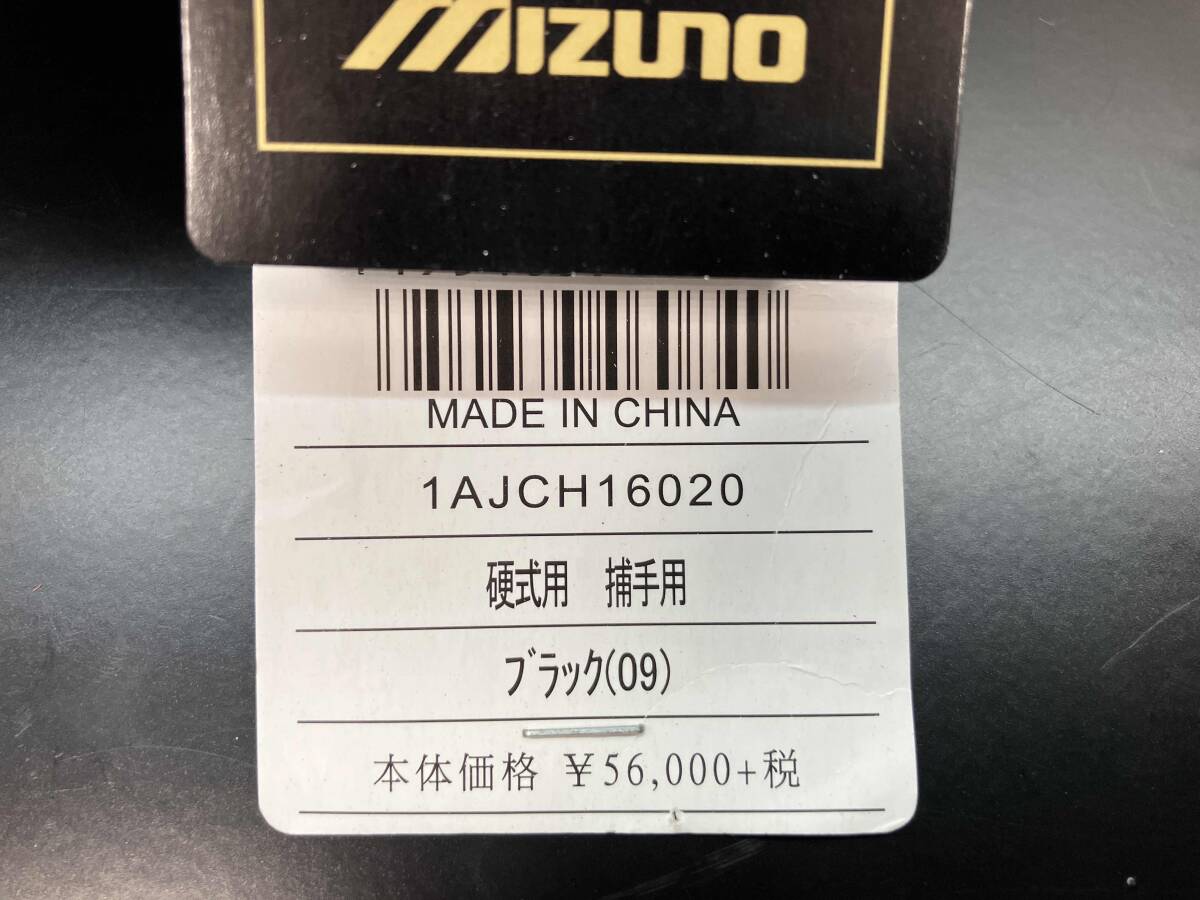 MIZUNO
MADE IN CHINA
1AJCH16020
硬式用 捕手用
ブラック(09)
本体価格 ¥56,000+税